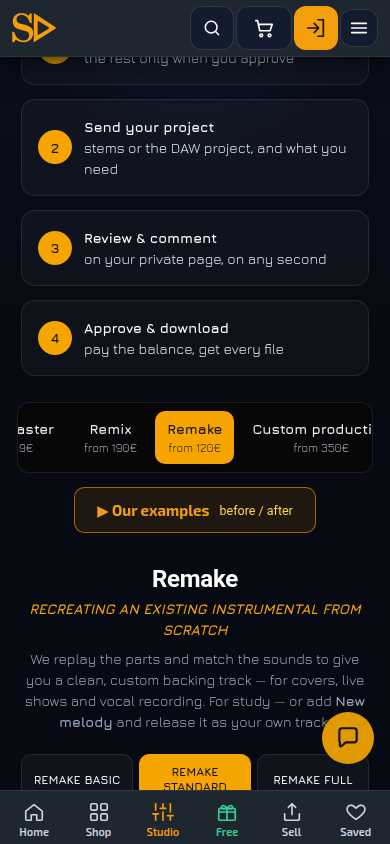 the rest only when you approve
2
Send your project
stems or the DAW project, and what you
need
3
Review & comment
on your private page, on any second
4
Approve & download
pay the balance, get every file
aster
9€
Remix
from 190€
Remake
from 120€
Custom producti
from 350€
▶ Our examples before / after
Remake
RECREATING AN EXISTING INSTRUMENTAL FROM
SCRATCH
We replay the parts and match the sounds to give
you a clean, custom backing track — for covers, live
shows and vocal recording. For study — or add New
melody and release it as your own track.
REMAKE BASIC
REMAKE
STANDARD
REMAKE FULL
Home
Shop
Studio
Free
Sell
Saved